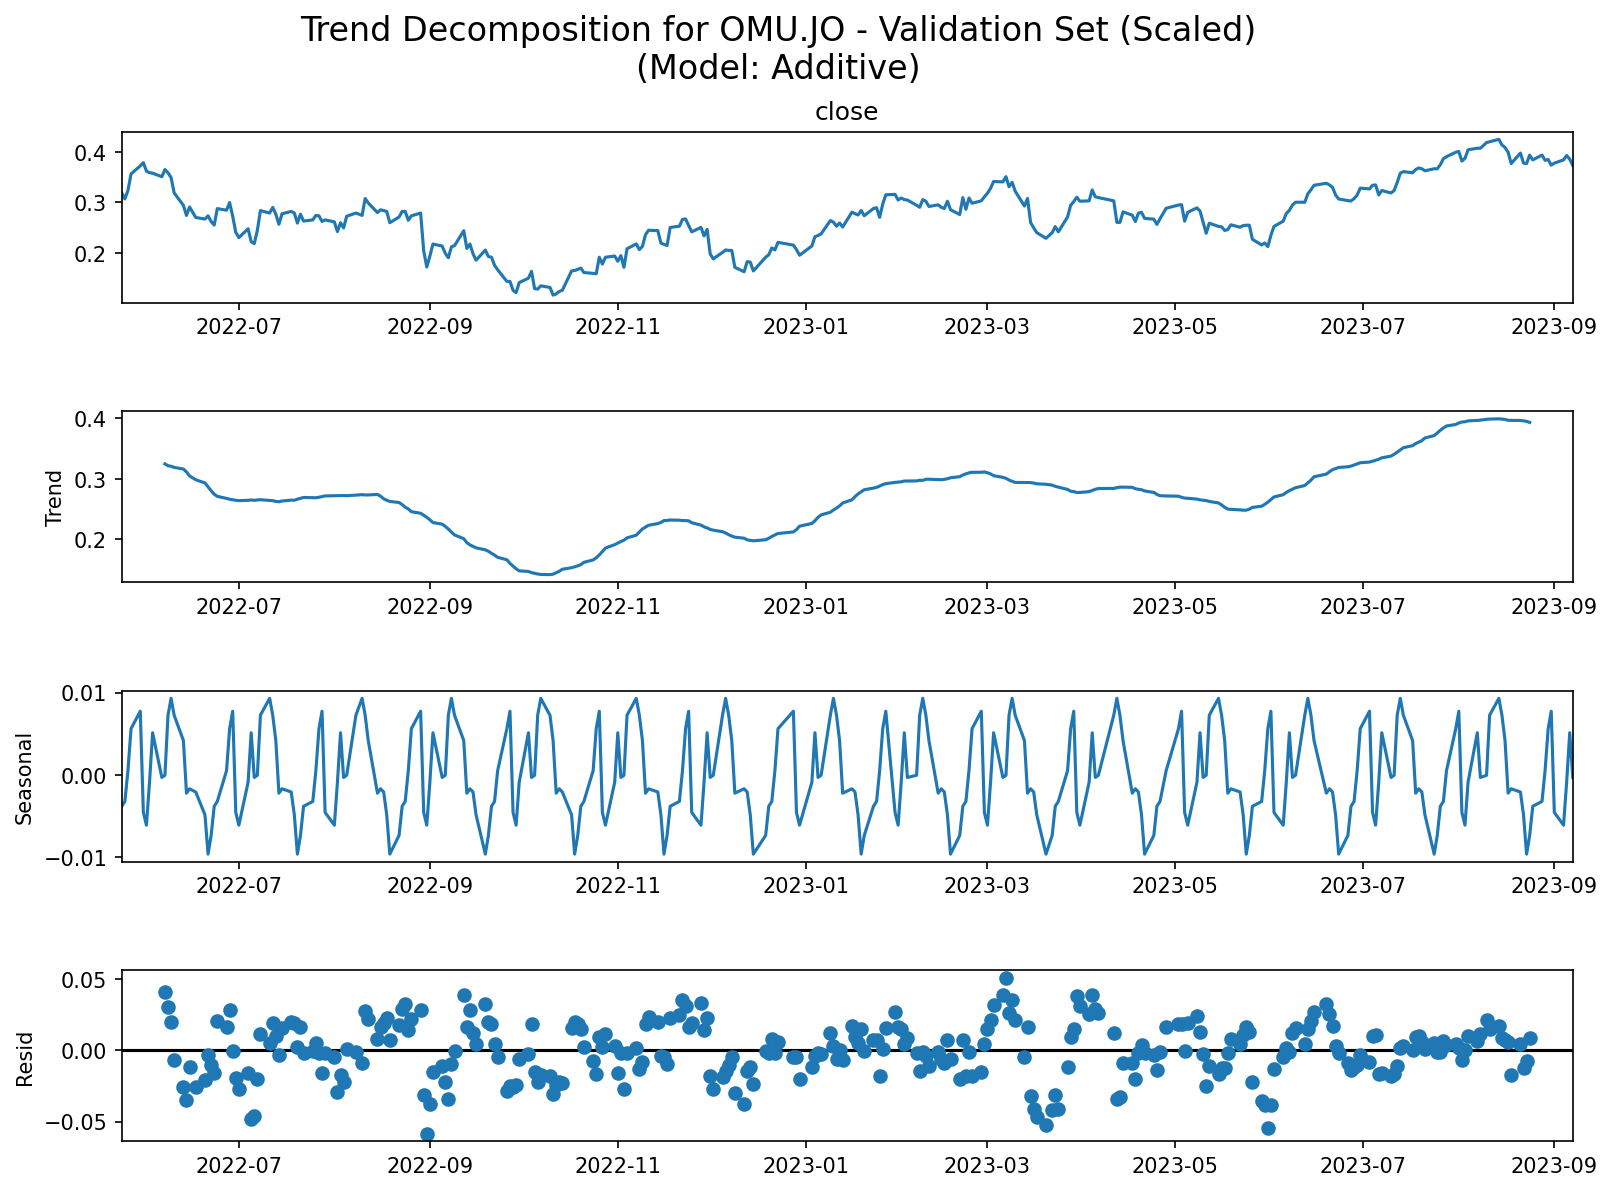 Trend Decomposition for OMU.JO - Validation Set (Scaled)
(Model: Additive)
close
0.4
0.3
0.2
2022-07 2022-09 2022-11 2023-01 2023-03 2023-05 2023-07 2023-09
Trend
0.4
0.3
0.2
2022-07 2022-09 2022-11 2023-01 2023-03 2023-05 2023-07 2023-09
Seasonal
0.01
0.00
−0.01
2022-07 2022-09 2022-11 2023-01 2023-03 2023-05 2023-07 2023-09
Resid
0.05
0.00
−0.05
2022-07 2022-09 2022-11 2023-01 2023-03 2023-05 2023-07 2023-09